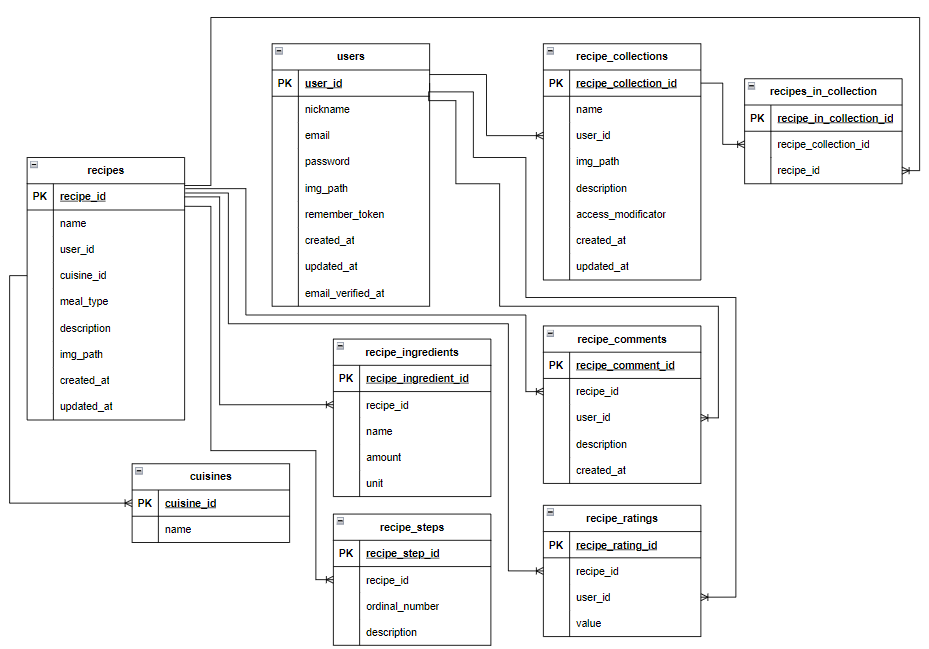 users
PK user_id
nickname
email
password
img_path
remember_token
created_at
updated_at
email_verified_at
recipe_collections
PK recipe_collection_id
name
user_id
img_path
description
access_modificator
created_at
updated_at
recipes_in_collection
PK recipe_in_collection_id
recipe_collection_id
recipe_id
recipes
PK recipe_id
name
user_id
cuisine_id
meal_type
description
img_path
created_at
updated_at
recipe_ingredients
PK recipe_ingredient_id
recipe_id
name
amount
unit
recipe_comments
PK recipe_comment_id
recipe_id
user_id
description
created_at
cuisines
PK cuisine_id
name
recipe_steps
PK recipe_step_id
recipe_id
ordinal_number
description
recipe_ratings
PK recipe_rating_id
recipe_id
user_id
value